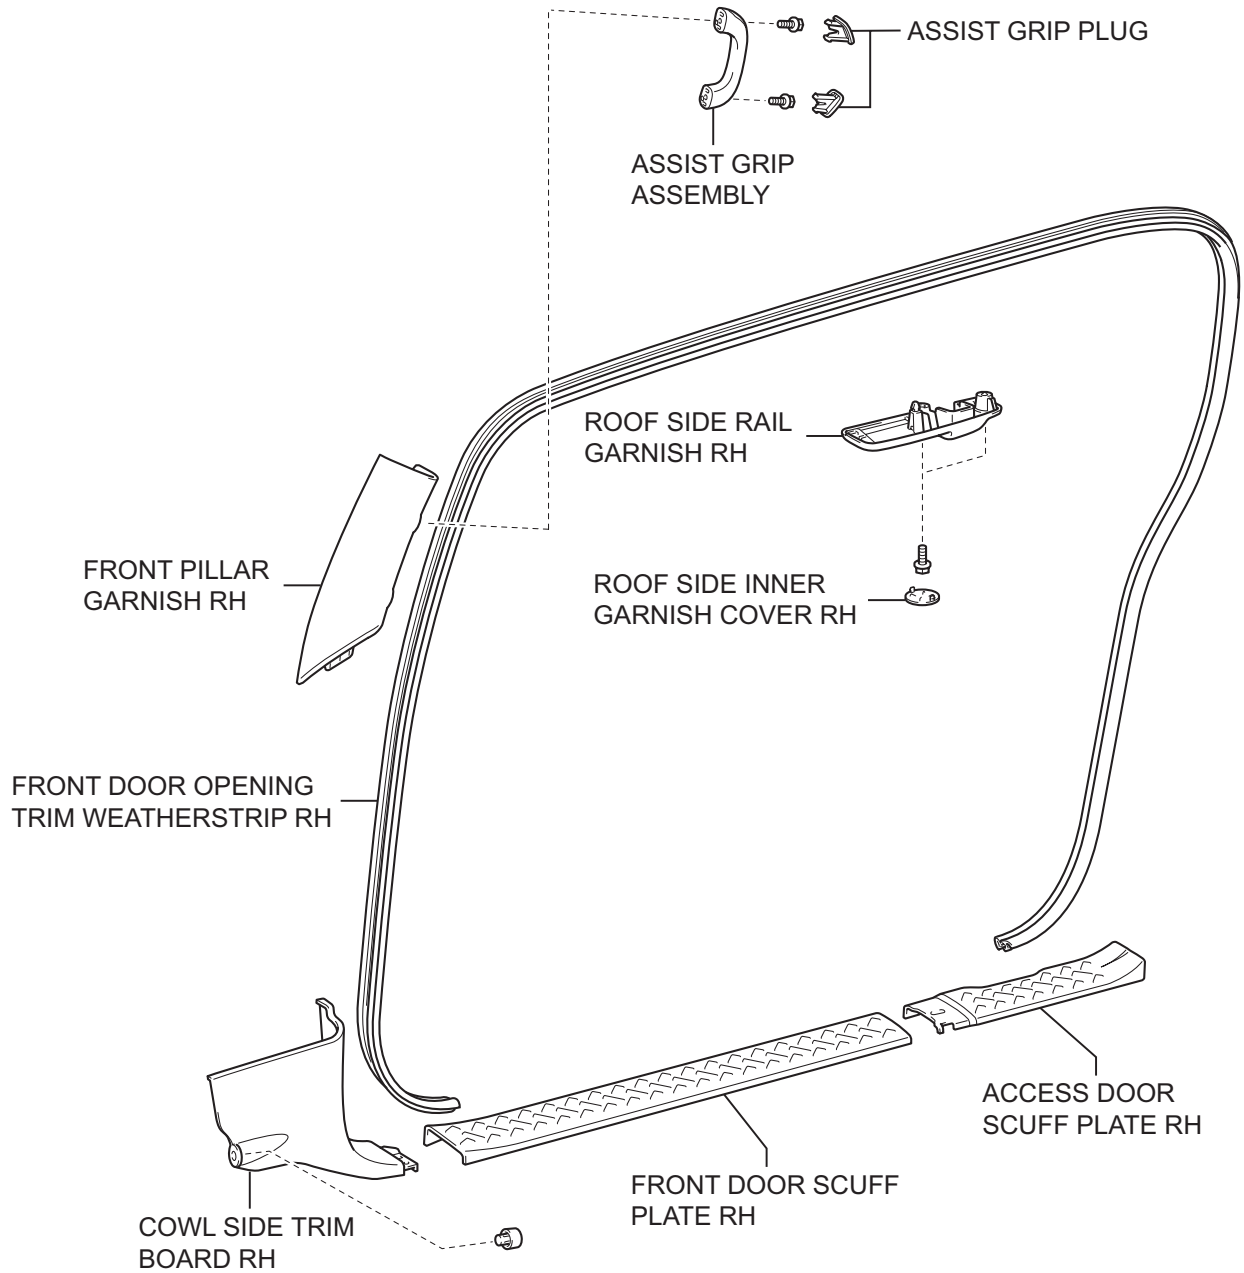 ASSIST GRIP PLUG
ASSIST GRIP
ASSEMBLY
ROOF SIDE RAIL
GARNISH RH
FRONT PILLAR
GARNISH RH
ROOF SIDE INNER
GARNISH COVER RH
FRONT DOOR OPENING
TRIM WEATHERSTRIP RH
ACCESS DOOR
SCUFF PLATE RH
FRONT DOOR SCUFF
PLATE RH
COWL SIDE TRIM
BOARD RH